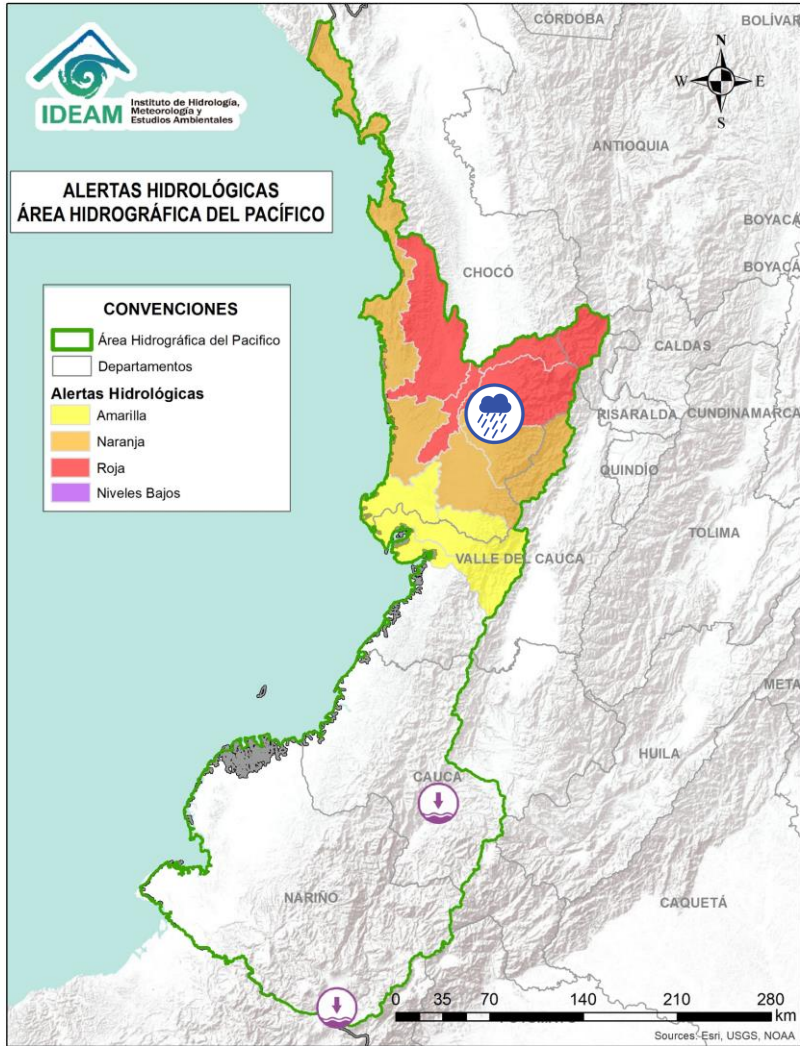 IDEAM
Instituto de Hidrología,
Meteorología y
Estudios Ambientales
ALERTAS HIDROLÓGICAS
ÁREA HIDROGRÁFICA DEL PACÍFICO
CONVENCIONES
Área Hidrográfica del Pacífico
Departamentos
Alertas Hidrológicas
Amarilla
Naranja
Roja
Niveles Bajos
N
W
E
S
CÓRDOBA
BOLÍVAR
ANTIOQUIA
BOYACÁ
BOYACÁ
CHOCÓ
CALDAS
RISARALDA
CUNDINAMARCA
QUINDÍO
TOLIMA
VALLE DEL CAUCA
META
HUILA
CAUCA
NARIÑO
CAQUETÁ
0 35 70 140 210 280
km
Sources: Esri, USGS, NOAA